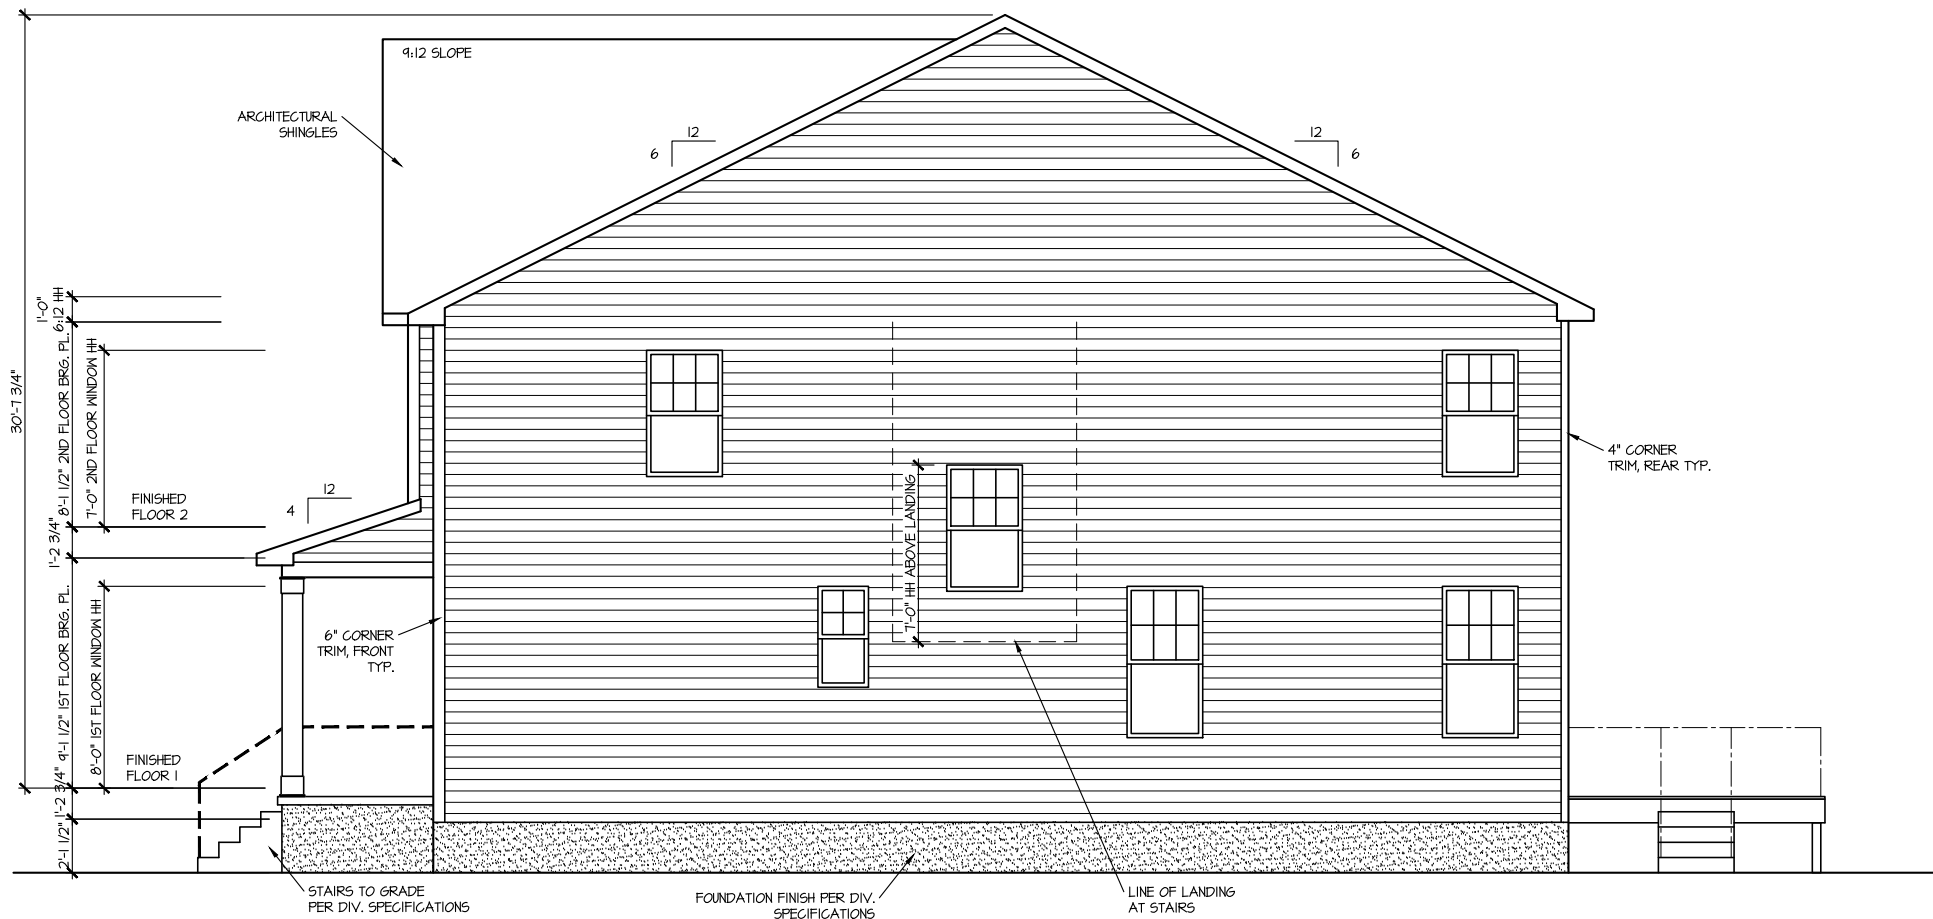 9:12 SLOPE
ARCHITECTURAL
SHINGLES
12
6
12
6
1'-0"
6:12 HH
30'-7 3/4"
8'-1 1/2" 2ND FLOOR BRG. PL.
7'-0" 2ND FLOOR WINDOW HH
FINISHED
FLOOR 2
12
4
1'-2 3/4"
9'-1 1/2" 1ST FLOOR BRG. PL.
8'-0" 1ST FLOOR WINDOW HH
7'-0" HH ABOVE LANDING
4" CORNER
TRIM, REAR TYP.
6" CORNER
TRIM, FRONT
TYP.
FINISHED
FLOOR 1
1'-2 3/4"
2'-1 1/2"
STAIRS TO GRADE
PER DIV. SPECIFICATIONS
FOUNDATION FINISH PER DIV.
SPECIFICATIONS
LINE OF LANDING
AT STAIRS